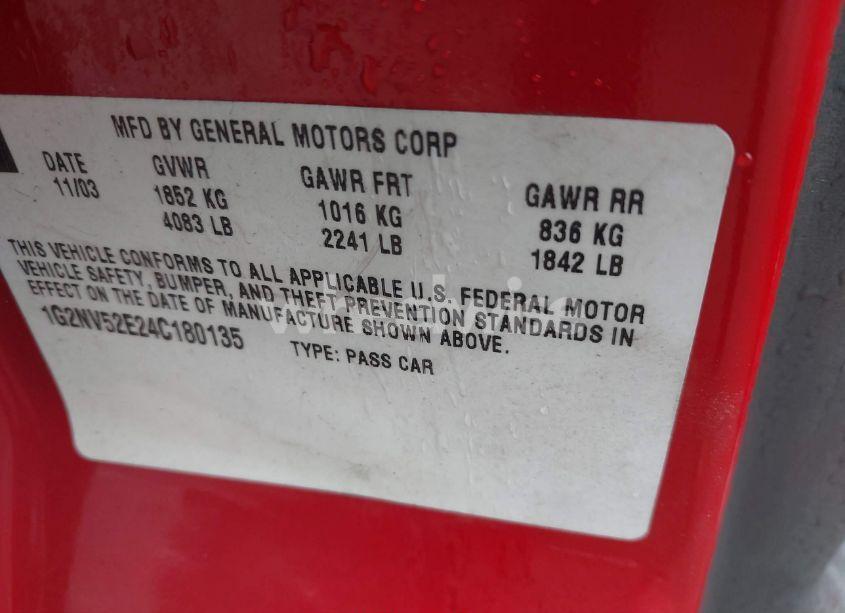 MFD BY GENERAL MOTORS CORP
DATE GVWR GAWR FRT GAWR RR
11/03 1852 KG 1016 KG 836 KG
4083 LB 2241 LB 1842 LB
THIS VEHICLE CONFORMS TO ALL APPLICABLE U.S. FEDERAL MOTOR
VEHICLE SAFETY, BUMPER, AND THEFT PREVENTION STANDARDS IN
EFFECT ON THE DATE OF MANUFACTURE SHOWN ABOVE.
1G2NV52E24C180135 TYPE: PASS CAR